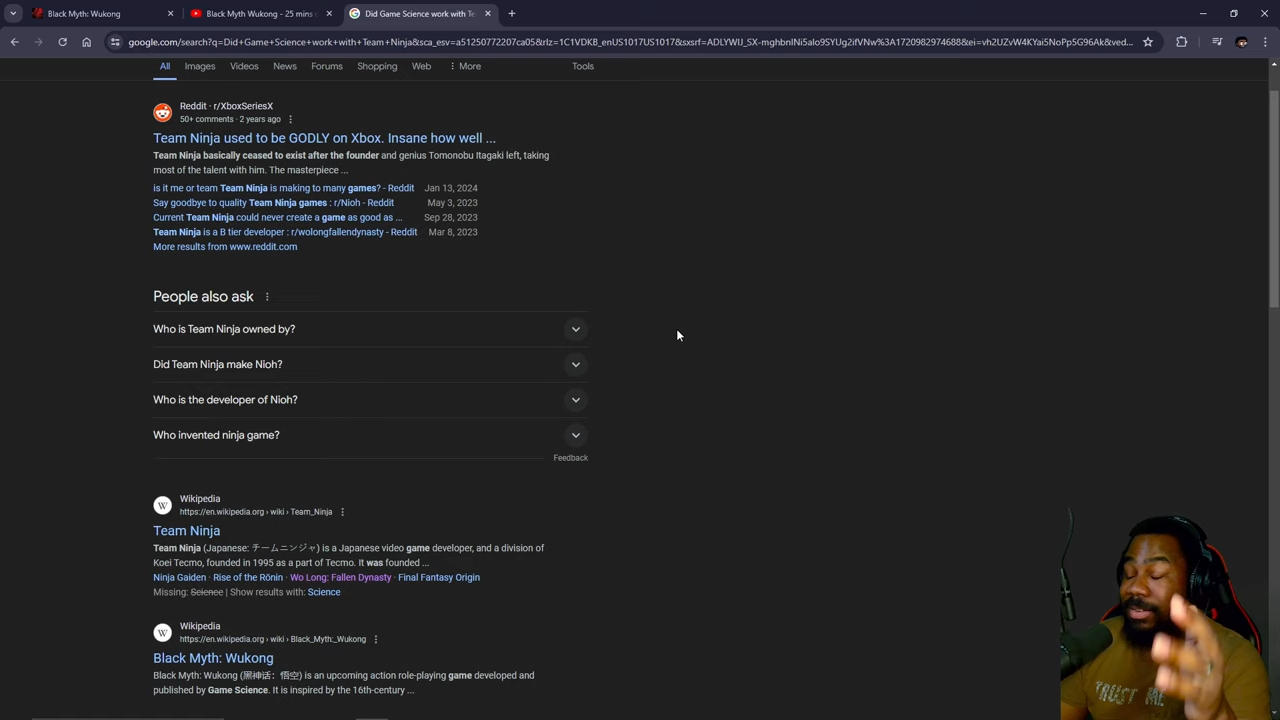 Black Myth: Wukong
Black Myth Wukong - 25 mins o
Did Game Science work with Te
google.com/search?q=Did+Game+Science+work+with+Team+Ninja&sca_esv=a51250772207ca05&rlz=1C1VDKB_enUS1017US1017&sxsrf=ADLYWIJ_SX-mghbnINi5alo9SYUg2ifVNw%3A1720982974688&ei=vh2UZvW4KYai5NoPp5G96Ak&ved...
All
Images
Videos
News
Forums
Shopping
Web
More
Tools
Reddit · r/XboxSeriesX
50+ comments · 2 years ago
Team Ninja used to be GODLY on Xbox. Insane how well ...
Team Ninja basically ceased to exist after the founder and genius Tomonobu Itagaki left, taking
most of the talent with him. The masterpiece ...
is it me or team Team Ninja is making to many games? - Reddit Jan 13, 2024
Say goodbye to quality Team Ninja games : r/Nioh - Reddit May 3, 2023
Current Team Ninja could never create a game as good as ... Sep 28, 2023
Team Ninja is a B tier developer : r/wolongfallendynasty - Reddit Mar 8, 2023
More results from www.reddit.com
People also ask
Who is Team Ninja owned by?
Did Team Ninja make Nioh?
Who is the developer of Nioh?
Who invented ninja game?
Feedback
Wikipedia
https://en.wikipedia.org › wiki › Team_Ninja
Team Ninja
Team Ninja (Japanese: チームニンジャ) is a Japanese video game developer, and a division of
Koei Tecmo, founded in 1995 as a part of Tecmo. It was founded ...
Ninja Gaiden · Rise of the Rōnin · Wo Long: Fallen Dynasty · Final Fantasy Origin
Missing: Science | Show results with: Science
Wikipedia
https://en.wikipedia.org › wiki › Black_Myth:_Wukong
Black Myth: Wukong
Black Myth: Wukong (黑神话：悟空) is an upcoming action role-playing game developed and
published by Game Science. It is inspired by the 16th-century ...
TRUST ME